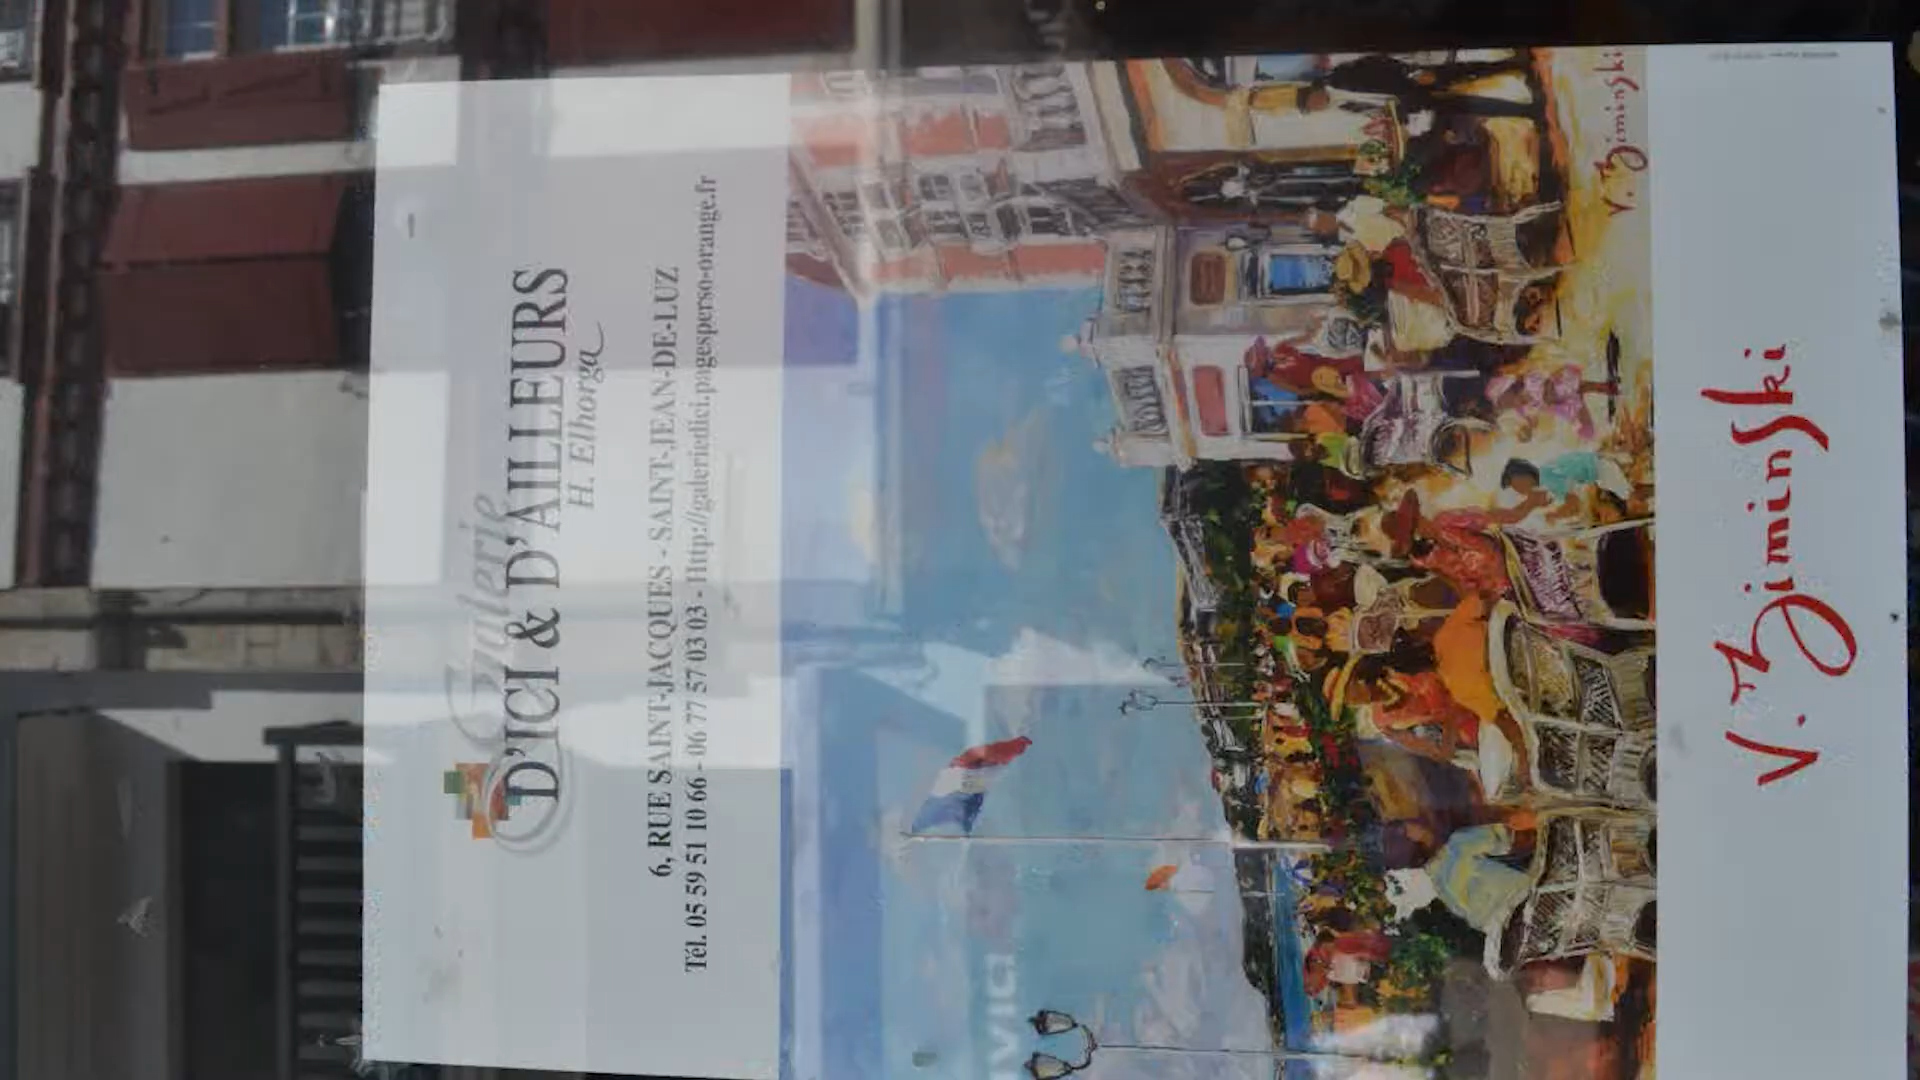 Galerie
D'ICI & D'AILLEURS
H. Elhorga
6, RUE SAINT-JACQUES - SAINT-JEAN-DE-LUZ
Tél. 05 59 51 10 66 - 06 77 57 03 03 - Http://galeriedici.pagesperso-orange.fr
V. Ziminski
V. Ziminski